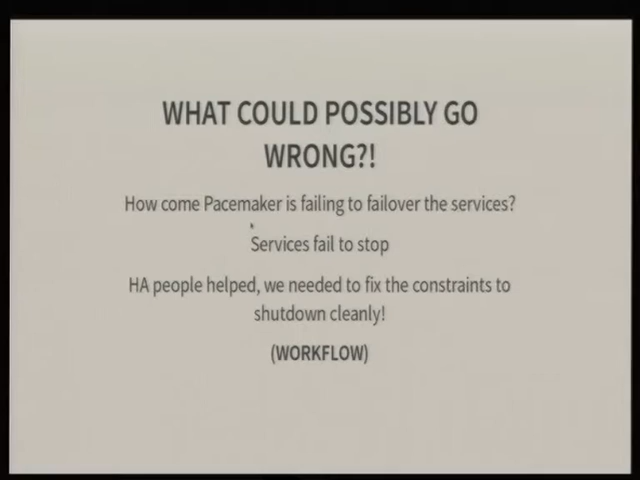 WHAT COULD POSSIBLY GO
WRONG?!
How come Pacemaker is failing to failover the services?
Services fail to stop
HA people helped, we needed to fix the constraints to
shutdown cleanly!
(WORKFLOW)